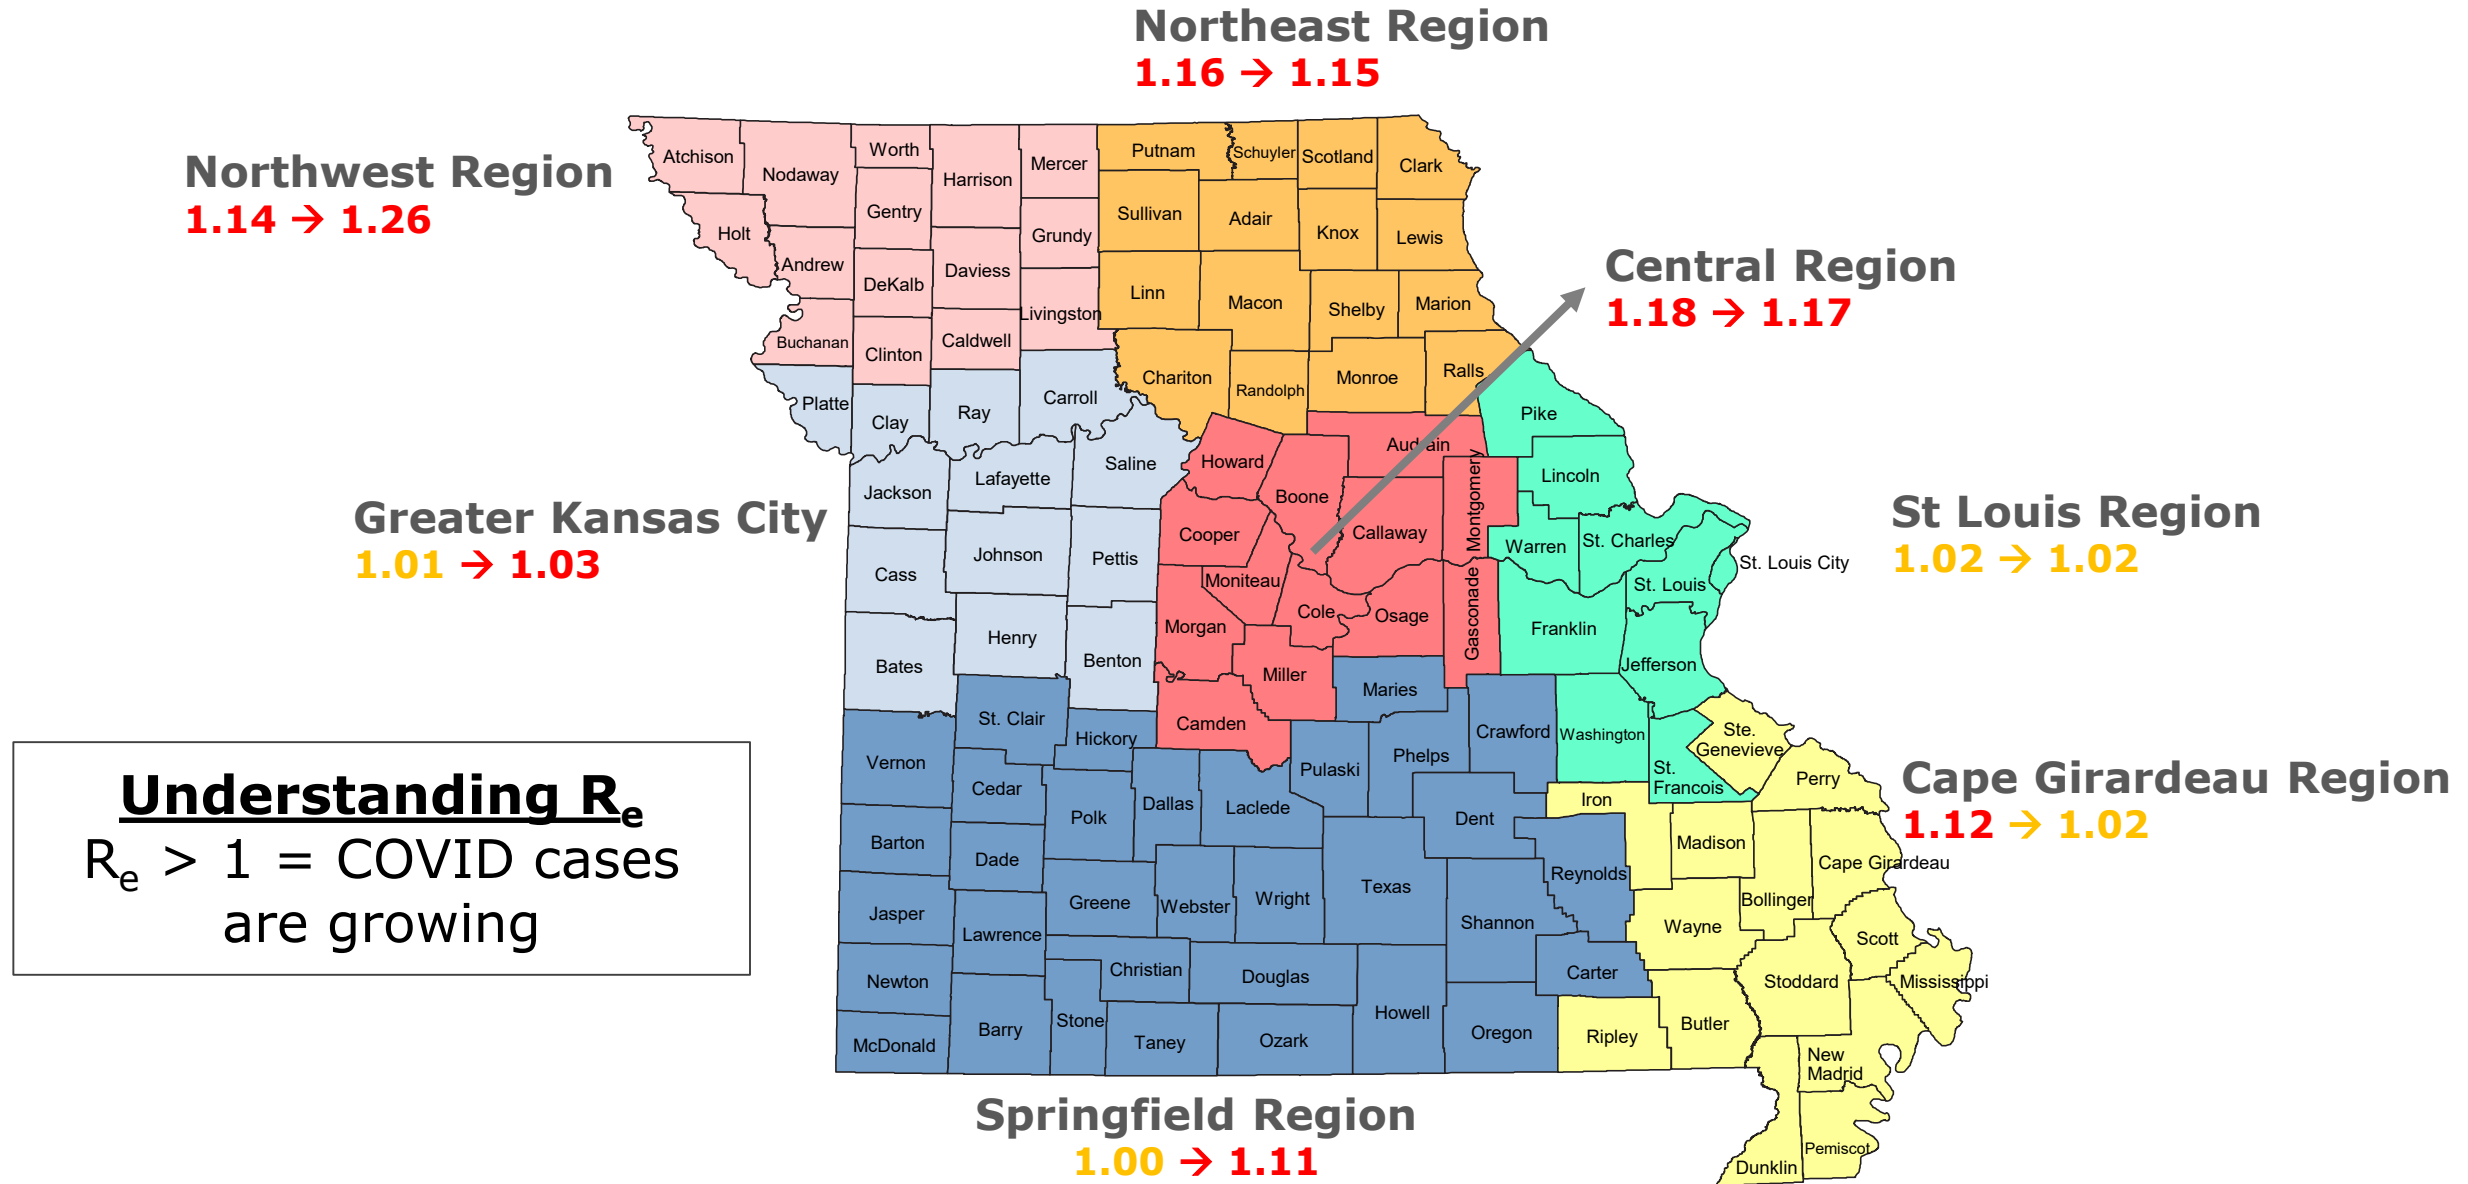 Northeast Region
1.16 → 1.15
Northwest Region
1.14 → 1.26
Central Region
1.18 → 1.17
Greater Kansas City
1.01 → 1.03
St Louis Region
1.02 → 1.02
Cape Girardeau Region
1.12 → 1.02
Springfield Region
1.00 → 1.11
Understanding Re
Re > 1 = COVID cases
are growing
Atchison
Nodaway
Worth
Harrison
Mercer
Gentry
Holt
Andrew
DeKalb
Daviess
Grundy
Livingston
Buchanan
Clinton
Caldwell
Putnam
Schuyler
Scotland
Clark
Sullivan
Adair
Knox
Lewis
Linn
Macon
Shelby
Marion
Chariton
Randolph
Monroe
Ralls
Platte
Clay
Ray
Carroll
Jackson
Lafayette
Saline
Cass
Johnson
Pettis
Bates
Henry
Benton
Howard
Boone
Audrain
Cooper
Callaway
Montgomery
Moniteau
Morgan
Cole
Osage
Gasconade
Miller
Camden
Pike
Lincoln
Warren
St. Charles
St. Louis
St. Louis City
Franklin
Jefferson
Washington
St.
Francois
Ste.
Genevieve
Perry
Iron
Madison
Bollinger
Cape Girardeau
Wayne
Scott
Stoddard
Mississippi
Ripley
Butler
New
Madrid
Pemiscot
Dunklin
Maries
St. Clair
Hickory
Vernon
Cedar
Polk
Dallas
Laclede
Pulaski
Phelps
Crawford
Dent
Barton
Dade
Jasper
Greene
Webster
Wright
Texas
Reynolds
Shannon
Lawrence
Newton
Christian
Douglas
Carter
McDonald
Barry
Stone
Taney
Ozark
Howell
Oregon